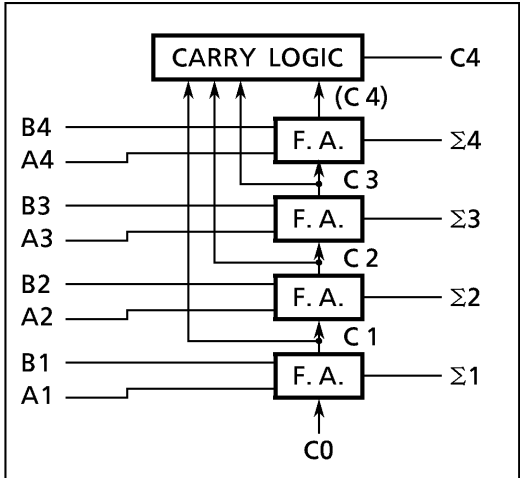 CARRY LOGIC C4
(C 4)
B4
A4 F. A. Σ4
C 3
B3
A3 F. A. Σ3
C 2
B2
A2 F. A. Σ2
C 1
B1
A1 F. A. Σ1
C0